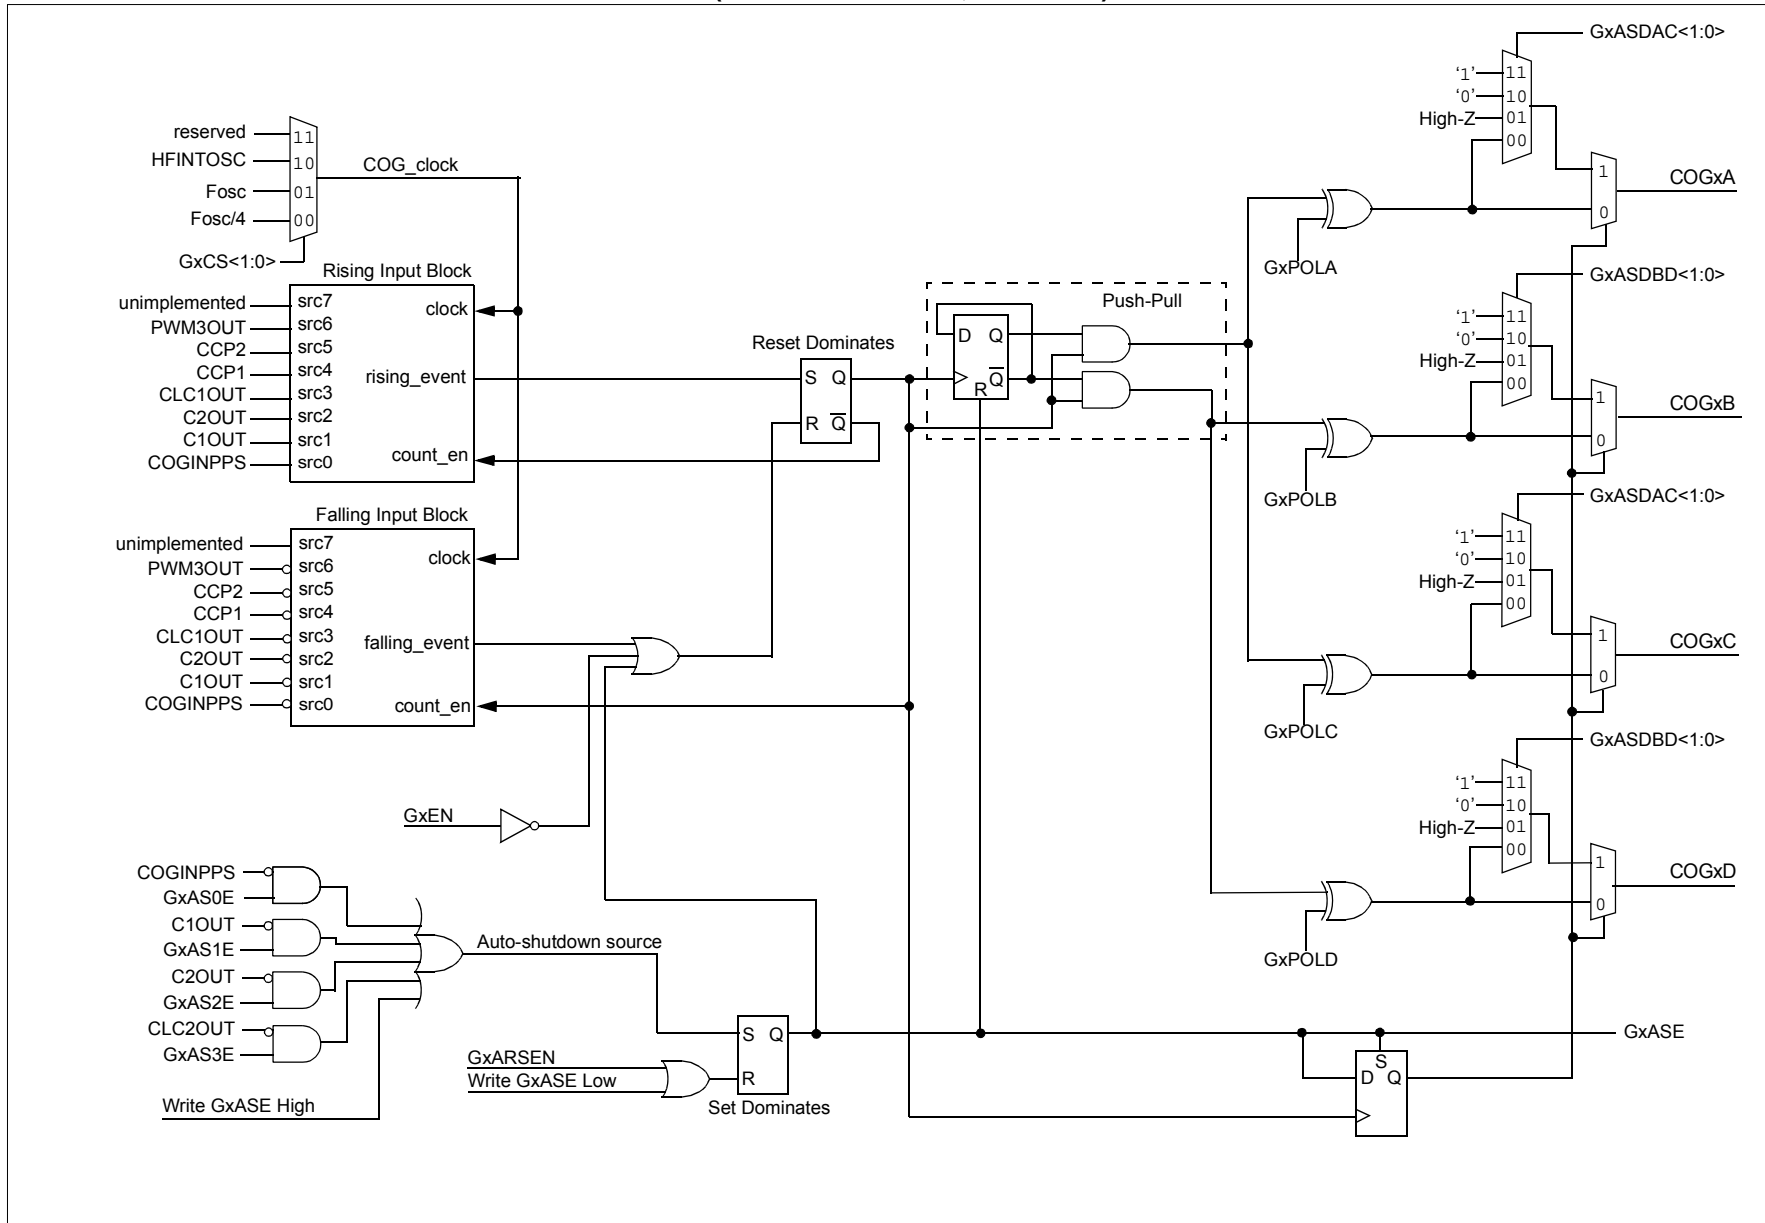 GxASDAC<1:0>
‘1’ 11
‘0’ 10
High-Z 01
00
1
0
COGxA
GxPOLA
reserved 11
HFINTOSC 10
Fosc 01
Fosc/4 00
GxCS<1:0>
COG_clock
Rising Input Block
unimplemented src7
PWM3OUT src6
CCP2 src5
CCP1 src4
CLC1OUT src3
C2OUT src2
C1OUT src1
COGINPPS src0
clock
rising_event
count_en
Reset Dominates
S Q
R Q
Push-Pull
D Q
Q
R
GxASDBD<1:0>
‘1’ 11
‘0’ 10
High-Z 01
00
1
0
COGxB
GxPOLB
Falling Input Block
unimplemented src7
PWM3OUT src6
CCP2 src5
CCP1 src4
CLC1OUT src3
C2OUT src2
C1OUT src1
COGINPPS src0
clock
falling_event
count_en
GxASDAC<1:0>
‘1’ 11
‘0’ 10
High-Z 01
00
1
0
COGxC
GxPOLC
GxEN
GxASDBD<1:0>
‘1’ 11
‘0’ 10
High-Z 01
00
1
0
COGxD
GxPOLD
COGINPPS
GxAS0E
C1OUT
GxAS1E
C2OUT
GxAS2E
CLC2OUT
GxAS3E
Write GxASE High
Auto-shutdown source
GxARSEN
Write GxASE Low
S Q
R
Set Dominates
GxASE
S
D Q